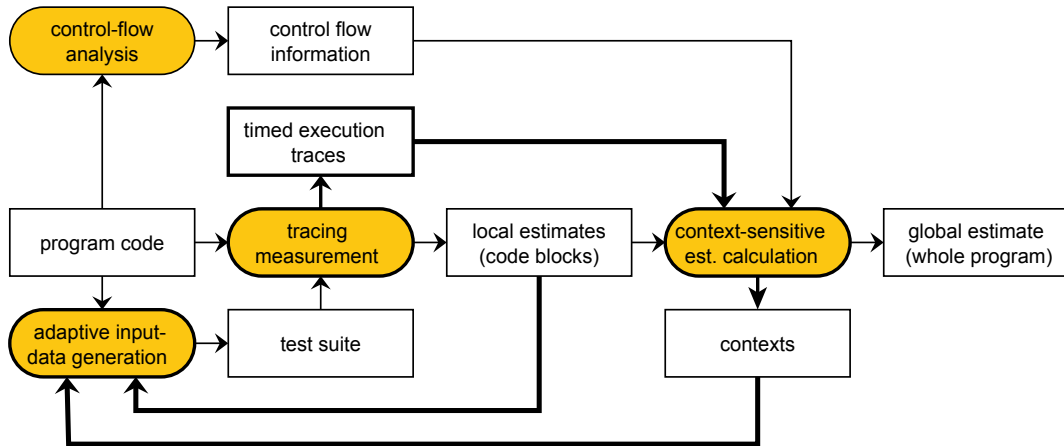 control-flow
analysis
control flow
information
timed execution
traces
program code
tracing
measurement
local estimates
(code blocks)
context-sensitive
est. calculation
global estimate
(whole program)
adaptive input-
data generation
test suite
contexts